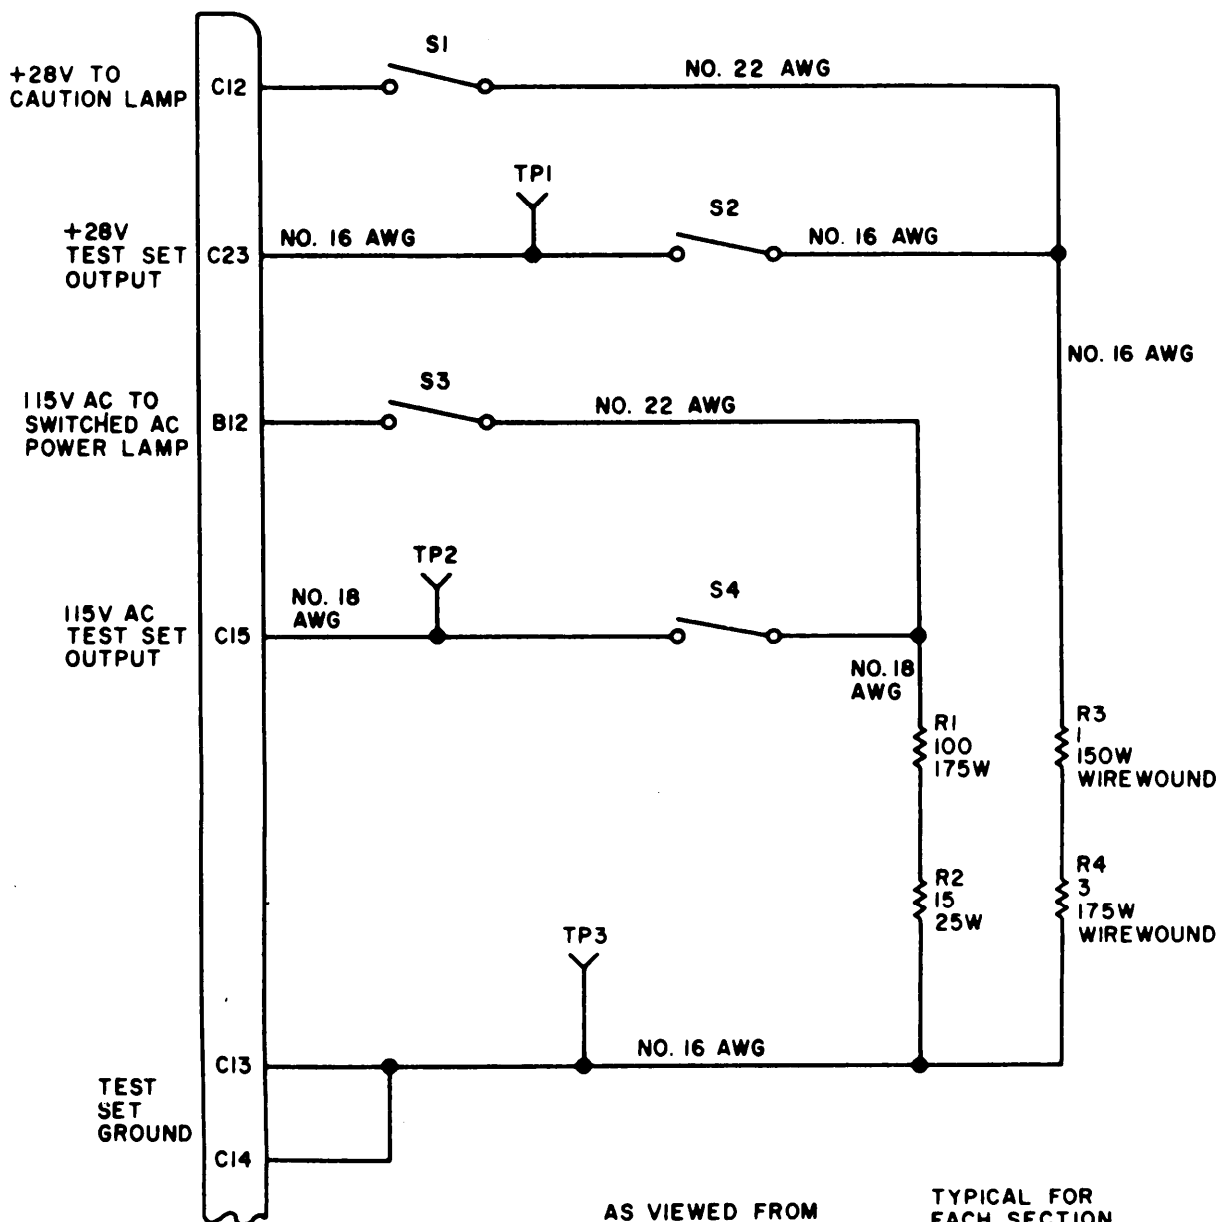 S1
+28V TO
CAUTION LAMP
C12
NO. 22 AWG
TP1
S2
+28V
TEST SET
OUTPUT
C23
NO. 16 AWG
NO. 16 AWG
NO. 16 AWG
S3
115V AC TO
SWITCHED AC
POWER LAMP
B12
NO. 22 AWG
TP2
S4
115V AC
TEST SET
OUTPUT
C15
NO. 18
AWG
NO. 18
AWG
R1
100
175W
R3
1
150W
WIREWOUND
R2
15
25W
R4
3
175W
WIREWOUND
TP3
C13
NO. 16 AWG
TEST
SET
GROUND
C14
AS VIEWED FROM
TYPICAL FOR
EACH SECTION